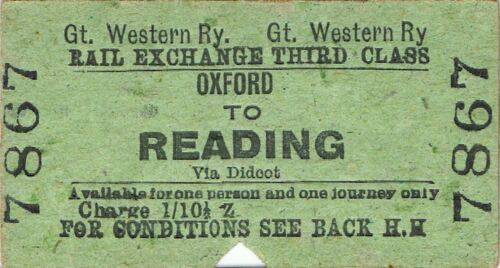 Gt. Western Ry. Gt. Western Ry
RAIL EXCHANGE THIRD CLASS
OXFORD
TO
READING
Via Didcot
Available for one person and one journey only
Charge 1/10½ Z
FOR CONDITIONS SEE BACK H.H
7867
7867